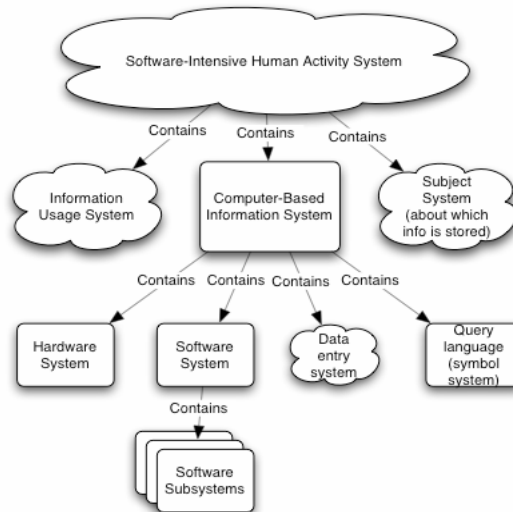 Software-Intensive Human Activity System
Contains
Contains
Contains
Information
Usage System
Computer-Based
Information System
Subject
System
(about which
info is stored)
Contains
Contains
Contains
Contains
Hardware
System
Software
System
Data
entry
system
Query
language
(symbol
system)
Contains
Software
Subsystems